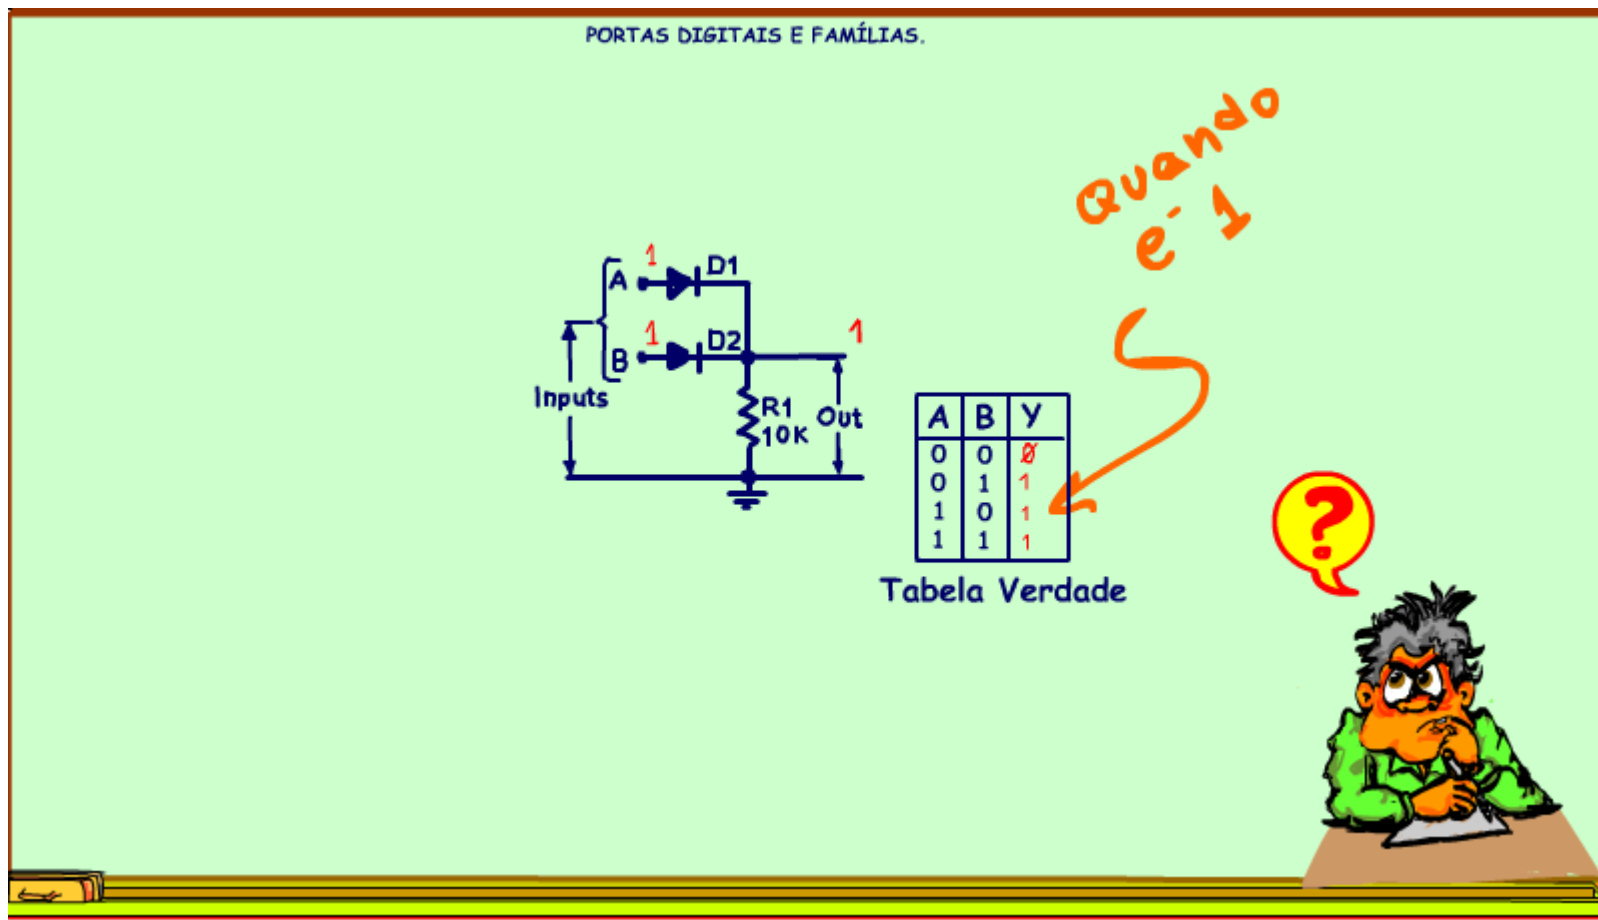 PORTAS DIGITAIS E FAMÍLIAS.
Quando
é 1
1
A
D1
1
B
D2
1
Inputs
R1
10K
Out
A B Y
0 0 0
0 1 1
1 0 1
1 1 1
Tabela Verdade
?